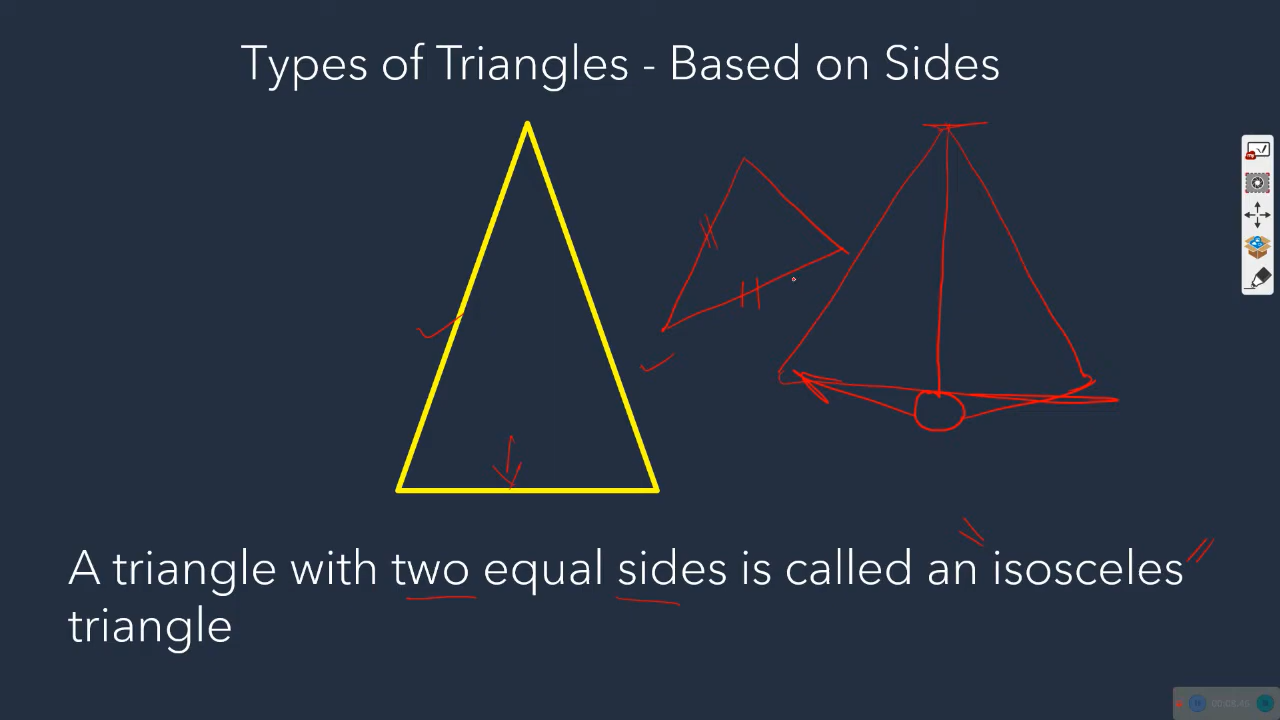 Types of Triangles - Based on Sides
A triangle with two equal sides is called an isosceles
triangle